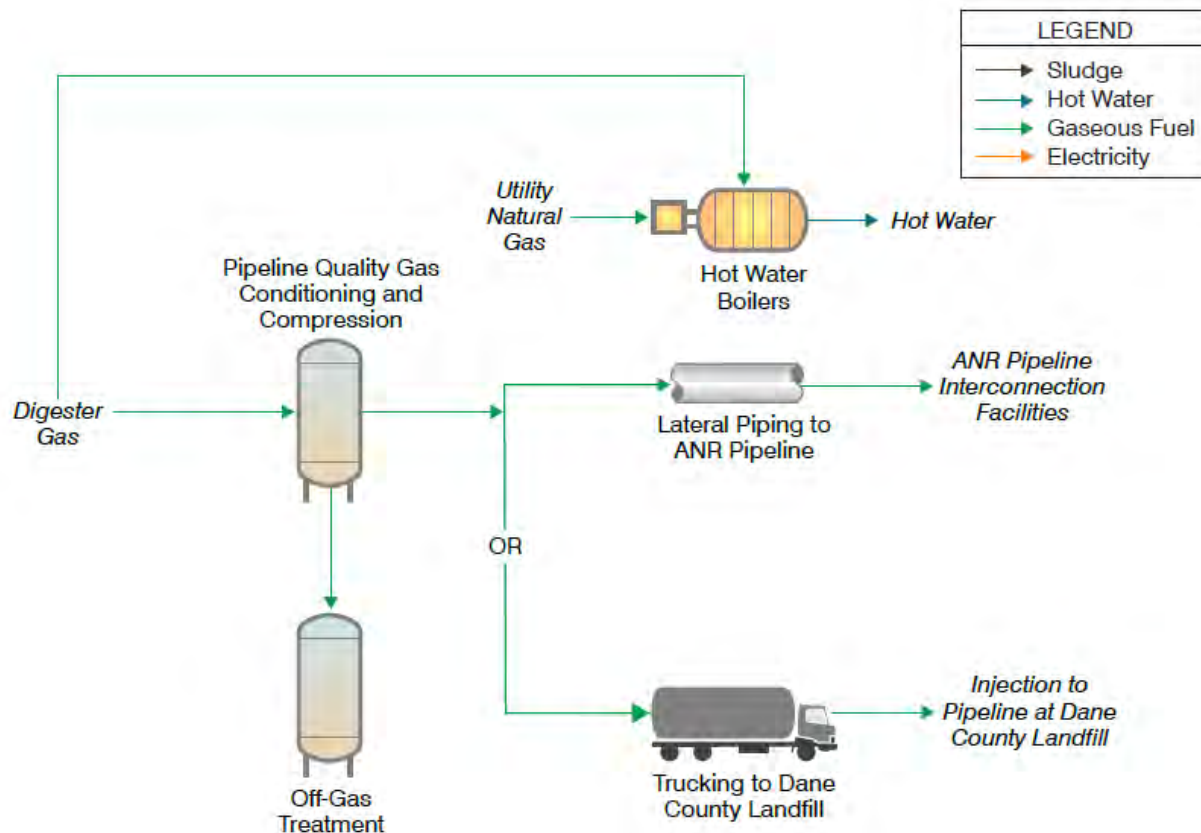 LEGEND
Sludge
Hot Water
Gaseous Fuel
Electricity
Utility
Natural
Gas
Hot Water
Hot Water
Boilers
Pipeline Quality Gas
Conditioning and
Compression
Digester
Gas
Lateral Piping to
ANR Pipeline
ANR Pipeline
Interconnection
Facilities
OR
Off-Gas
Treatment
Trucking to Dane
County Landfill
Injection to
Pipeline at Dane
County Landfill